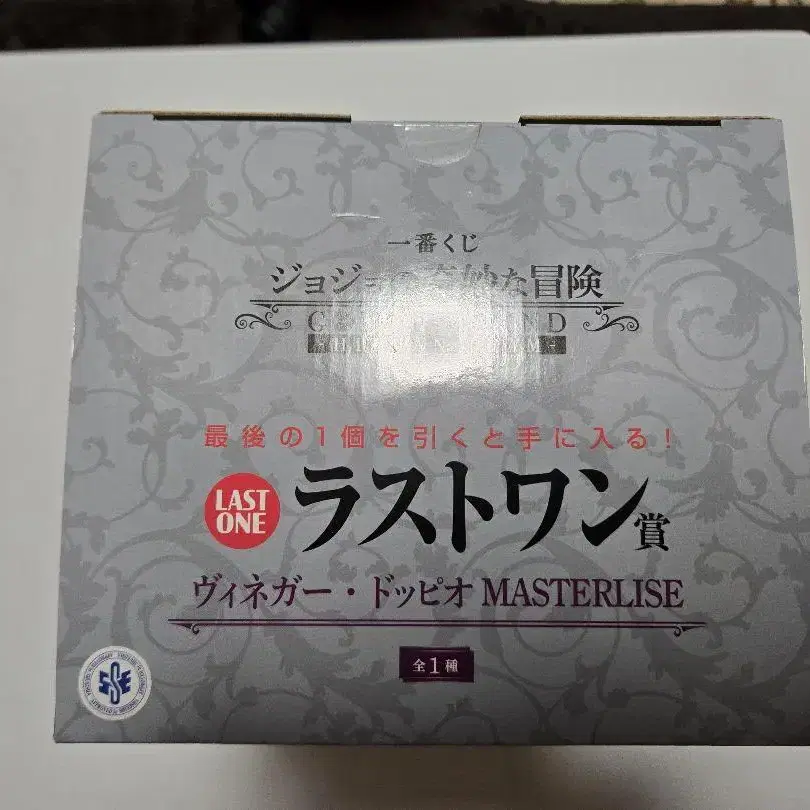 一番くじ
ジョジョの奇妙な冒険
最後の1個を引くと手に入る!
LAST
ONE
ラストワン賞
ヴィネガー・ドッピオ MASTERLISE
全1種